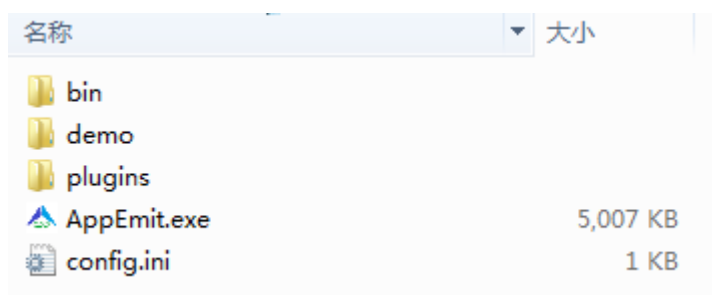 名称 大小
bin
demo
plugins
AppEmit.exe 5,007 KB
config.ini 1 KB